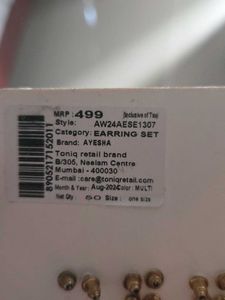 MRP : 499 (Inclusive of Tax)
Style: AW24AESE1307
Category: EARRING SET
Brand: AYESHA
Toniq retail brand
B/305, Neelam Centre
Mumbai - 400030
E-mail :care@toniqretail.com
Month & Year: Aug-2024 Color: MULTI
Net Qty : SO Size : one size
8905217152011